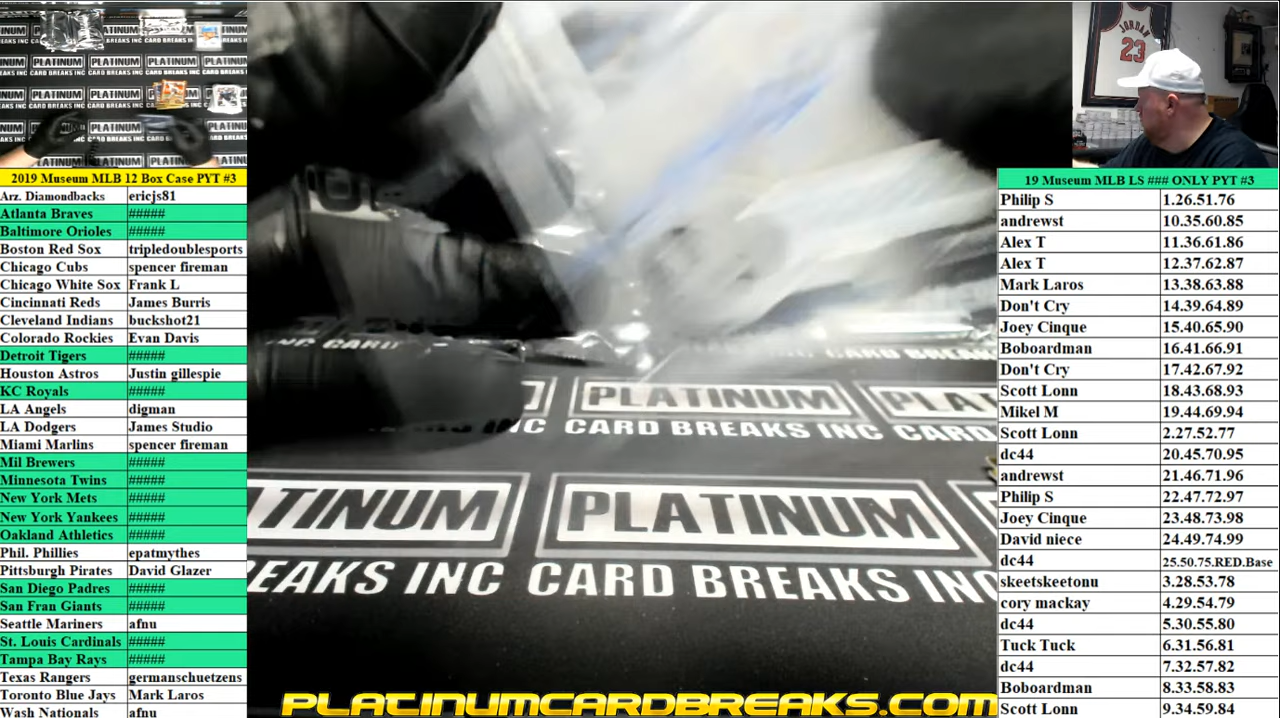 2019 Museum MLB 12 Box Case PYT #3
Arz. Diamondbacks ericjs81
Atlanta Braves #####
Baltimore Orioles #####
Boston Red Sox tripledoublesports
Chicago Cubs spencer fireman
Chicago White Sox Frank L
Cincinnati Reds James Burris
Cleveland Indians buckshot21
Colorado Rockies Evan Davis
Detroit Tigers #####
Houston Astros Justin gillespie
KC Royals #####
LA Angels digman
LA Dodgers James Studio
Miami Marlins spencer fireman
Mil Brewers #####
Minnesota Twins #####
New York Mets #####
New York Yankees #####
Oakland Athletics #####
Phil. Phillies epatmythes
Pittsburgh Pirates David Glazer
San Diego Padres #####
San Fran Giants #####
Seattle Mariners afnu
St. Louis Cardinals #####
Tampa Bay Rays #####
Texas Rangers germanschuetzens
Toronto Blue Jays Mark Laros
Wash Nationals afnu
INC CARD BREAKS
PLATINUM PLAT
INC CARD BREAKS INC CARD
TINUM PLATINUM
EAKS INC CARD BREAKS INC
PLATINUMCARDBREAKS.COM
JORDAN
23
19 Museum MLB LS ### ONLY PYT #3
Philip S 1.26.51.76
andrewst 10.35.60.85
Alex T 11.36.61.86
Alex T 12.37.62.87
Mark Laros 13.38.63.88
Don't Cry 14.39.64.89
Joey Cinque 15.40.65.90
Boboardman 16.41.66.91
Don't Cry 17.42.67.92
Scott Lonn 18.43.68.93
Mikel M 19.44.69.94
Scott Lonn 2.27.52.77
dc44 20.45.70.95
andrewst 21.46.71.96
Philip S 22.47.72.97
Joey Cinque 23.48.73.98
David niece 24.49.74.99
dc44 25.50.75.RED.Base
skeetskeetonu 3.28.53.78
cory mackay 4.29.54.79
dc44 5.30.55.80
Tuck Tuck 6.31.56.81
dc44 7.32.57.82
Boboardman 8.33.58.83
Scott Lonn 9.34.59.84